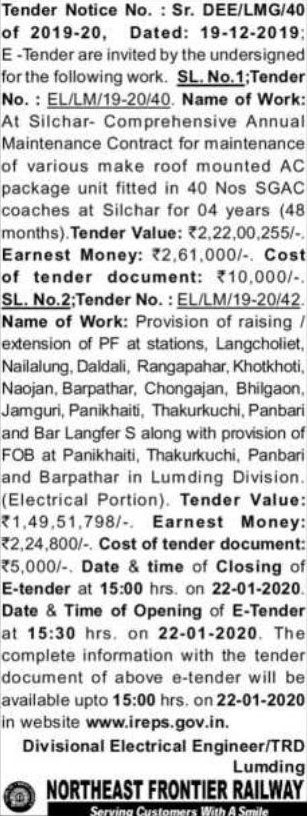 Tender Notice No. : Sr. DEE/LMG/40
of 2019-20, Dated: 19-12-2019;
E -Tender are invited by the undersigned
for the following work. SL. No.1;Tender
No. : EL/LM/19-20/40. Name of Work:
At Silchar- Comprehensive Annual
Maintenance Contract for maintenance
of various make roof mounted AC
package unit fitted in 40 Nos SGAC
coaches at Silchar for 04 years (48
months).Tender Value: ₹2,22,00,255/-.
Earnest Money: ₹2,61,000/-. Cost
of tender document: ₹10,000/-.
SL. No.2;Tender No. : EL/LM/19-20/42.
Name of Work: Provision of raising /
extension of PF at stations, Langcholiet,
Nailalung, Daldali, Rangapahar, Khotkhoti,
Naojan, Barpathar, Chongajan, Bhilgaon,
Jamguri, Panikhaiti, Thakurkuchi, Panbari
and Bar Langfer S along with provision of
FOB at Panikhaiti, Thakurkuchi, Panbari
and Barpathar in Lumding Division.
(Electrical Portion). Tender Value:
₹1,49,51,798/-. Earnest Money:
₹2,24,800/-. Cost of tender document:
₹5,000/-. Date & time of Closing of
E-tender at 15:00 hrs. on 22-01-2020.
Date & Time of Opening of E-Tender
at 15:30 hrs. on 22-01-2020. The
complete information with the tender
document of above e-tender will be
available upto 15:00 hrs. on 22-01-2020
in website www.ireps.gov.in.
Divisional Electrical Engineer/TRD
Lumding
NORTHEAST FRONTIER RAILWAY
Serving Customers With A Smile